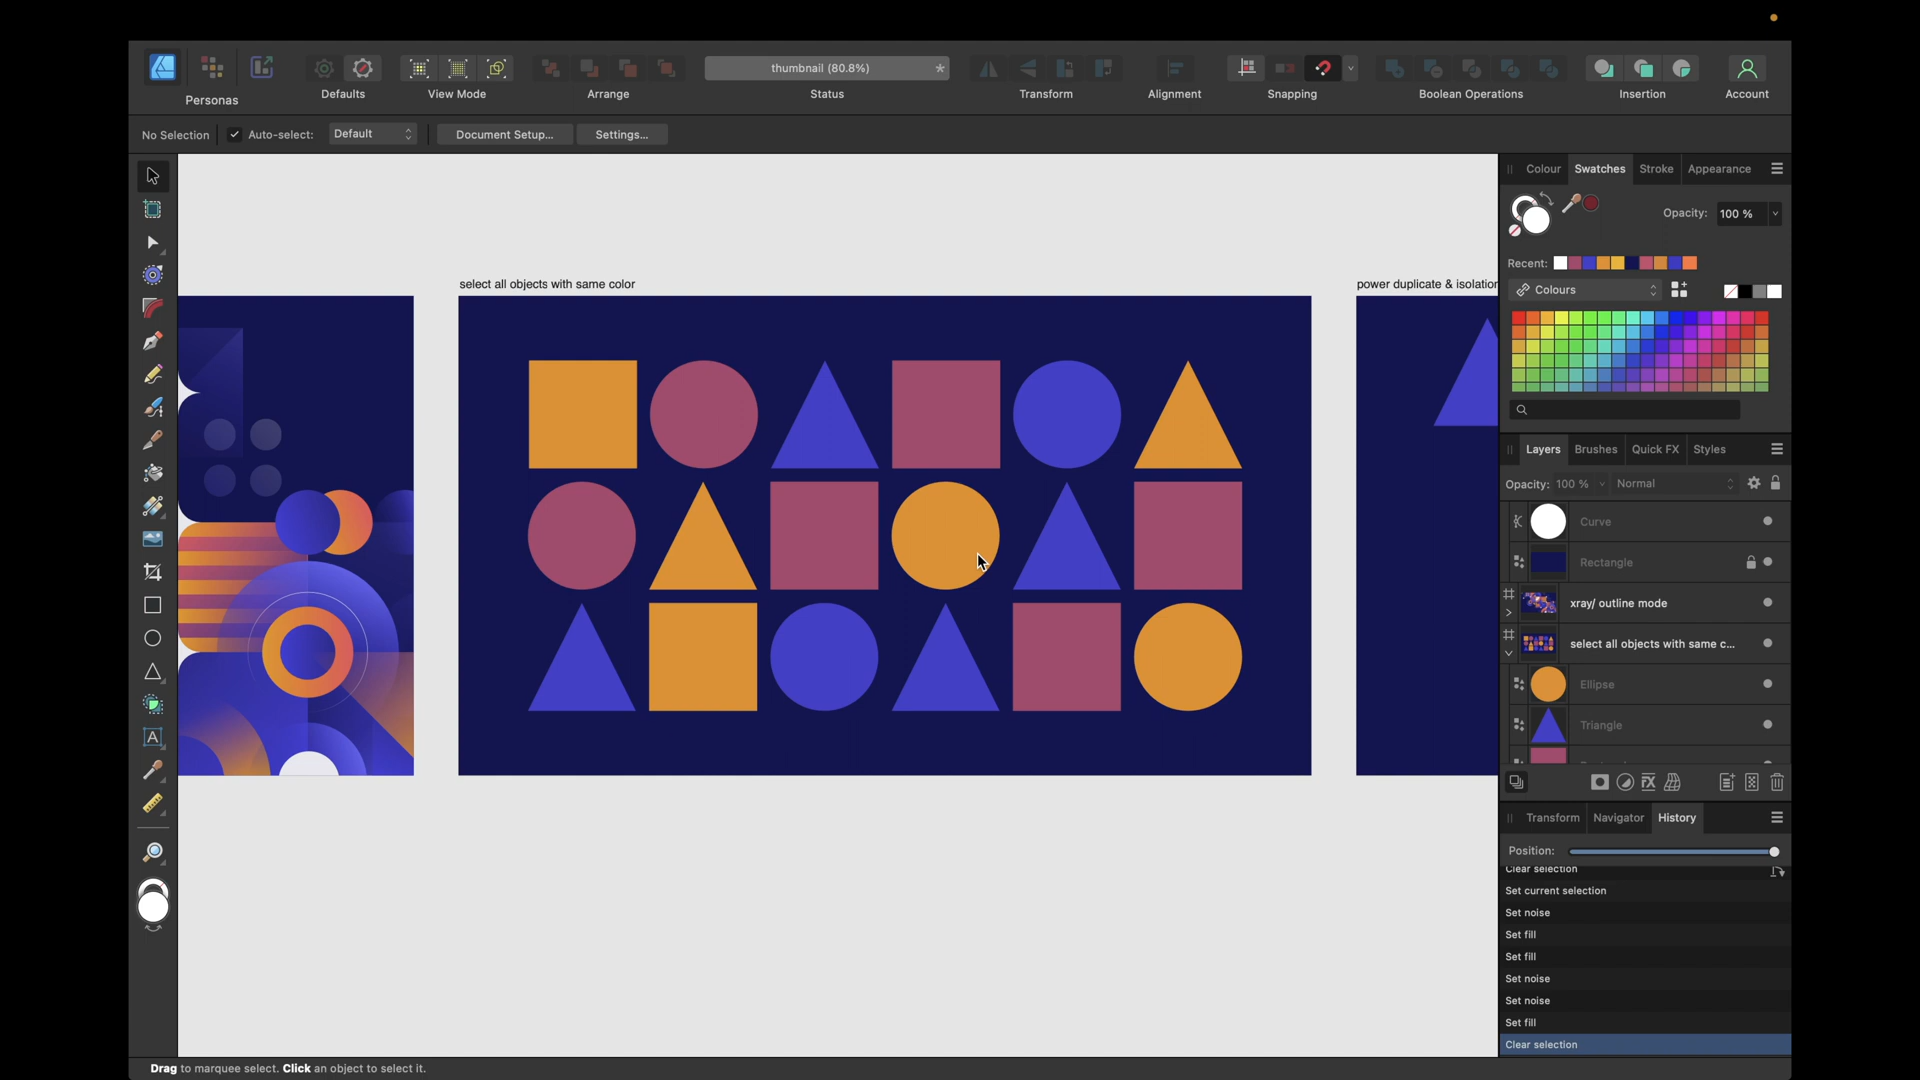 thumbnail (80.8%)
*
Personas
Defaults
View Mode
Arrange
Status
Transform
Alignment
Snapping
Boolean Operations
Insertion
Account
No Selection
Auto-select:
Default
Document Setup...
Settings...
Colour
Swatches
Stroke
Appearance
Opacity:
100 %
Recent:
Colours
select all objects with same color
power duplicate & isolation
Layers
Brushes
Quick FX
Styles
Opacity:
100 %
Normal
Curve
Rectangle
xray/ outline mode
select all objects with same c...
Ellipse
Triangle
Transform
Navigator
History
Position:
Clear selection
Set current selection
Set noise
Set fill
Set fill
Set noise
Set noise
Set fill
Clear selection
Drag to marquee select. Click an object to select it.